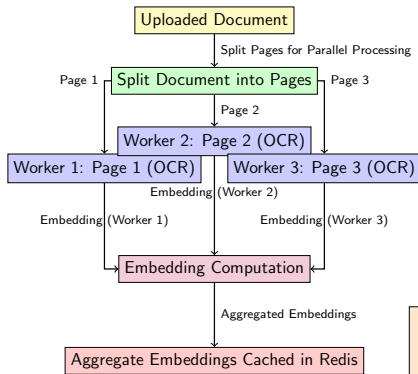 Uploaded Document
Split Pages for Parallel Processing
Page 1
Split Document into Pages
Page 3
Page 2
Worker 2: Page 2 (OCR)
Worker 1: Page 1 (OCR)
Worker 3: Page 3 (OCR)
Embedding (Worker 2)
Embedding (Worker 1)
Embedding (Worker 3)
Embedding Computation
Aggregated Embeddings
Aggregate Embeddings Cached in Redis